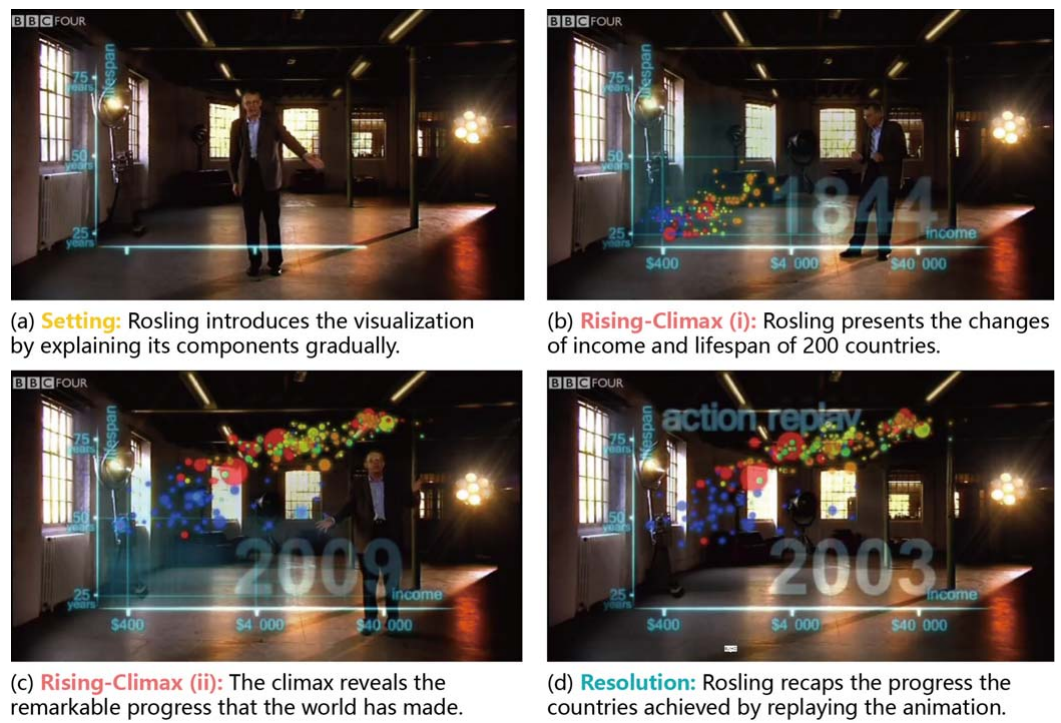 BBC FOUR
lifespan
75
years
50
years
25
years
(a) Setting: Rosling introduces the visualization
by explaining its components gradually.
BBC FOUR
lifespan
75
years
50
years
25
years
1844
income
$400
$4 000
$40 000
(b) Rising-Climax (i): Rosling presents the changes
of income and lifespan of 200 countries.
BBC FOUR
lifespan
75
years
50
years
25
years
2009
income
$400
$4 000
$40 000
(c) Rising-Climax (ii): The climax reveals the
remarkable progress that the world has made.
BBC FOUR
action replay
lifespan
75
years
50
years
25
years
2003
income
$400
$4 000
$40 000
(d) Resolution: Rosling recaps the progress the
countries achieved by replaying the animation.